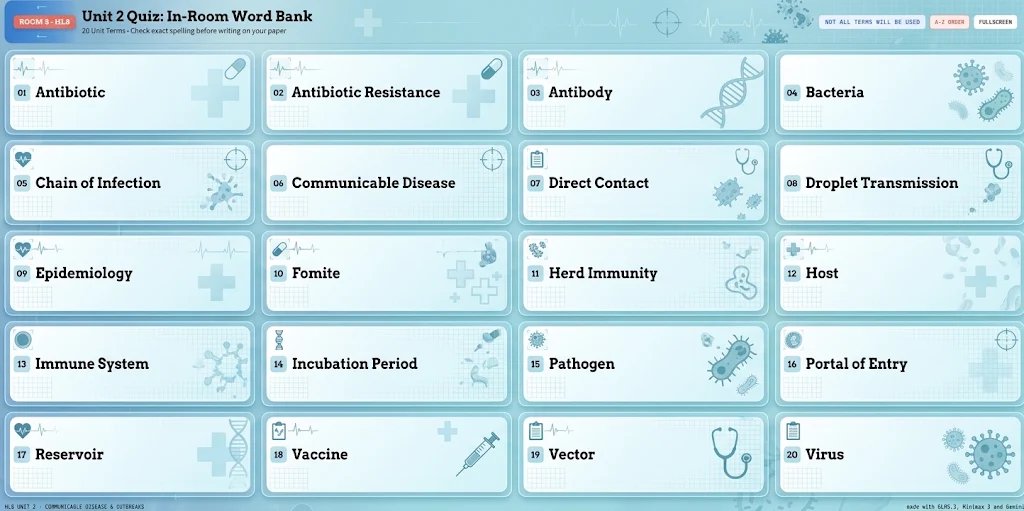 ROOM 3 - HLS
Unit 2 Quiz: In-Room Word Bank
20 Unit Terms • Check exact spelling before writing on your paper
NOT ALL TERMS WILL BE USED
A-Z ORDER
FULLSCREEN
01 Antibiotic
02 Antibiotic Resistance
03 Antibody
04 Bacteria
05 Chain of Infection
06 Communicable Disease
07 Direct Contact
08 Droplet Transmission
09 Epidemiology
10 Fomite
11 Herd Immunity
12 Host
13 Immune System
14 Incubation Period
15 Pathogen
16 Portal of Entry
17 Reservoir
18 Vaccine
19 Vector
20 Virus
HLS UNIT 2 · COMMUNICABLE DISEASE & OUTBREAKS
made with GLM5.3, Minimax 3 and Gemini